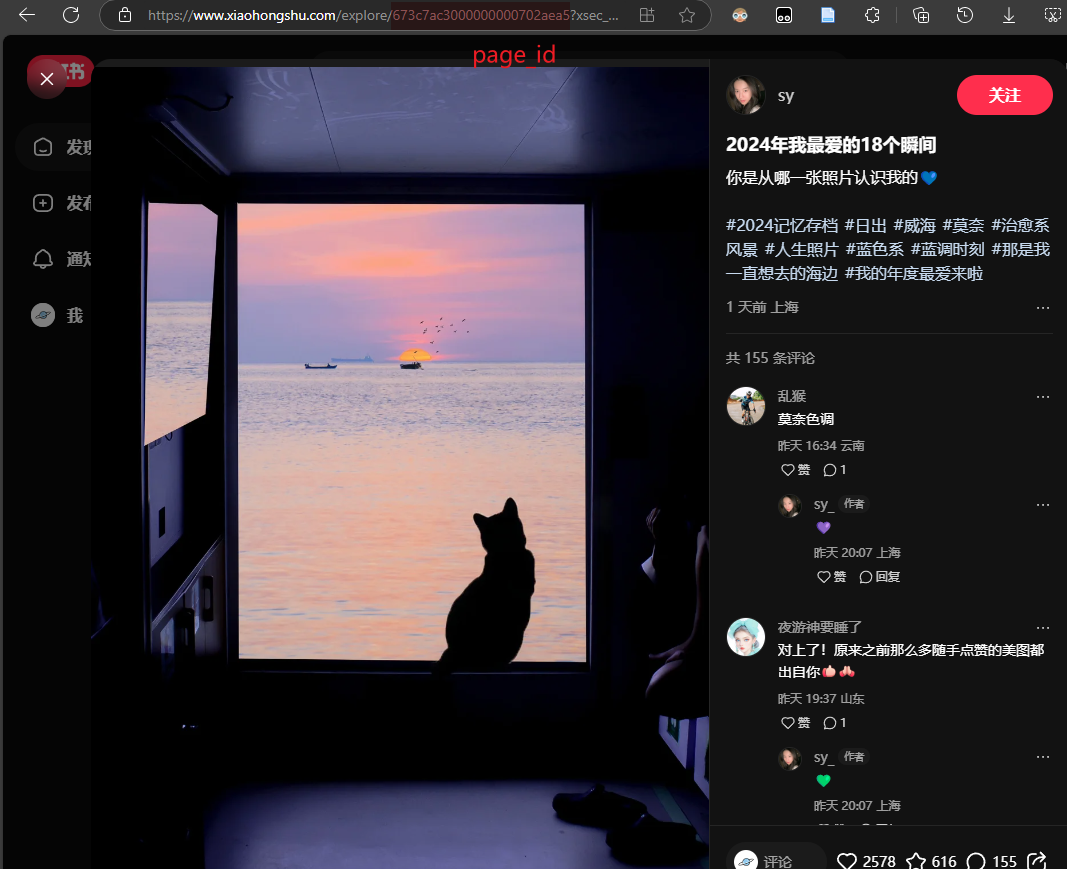 https://www.xiaohongshu.com/explore/673c7ac3000000000702aea5?xsec_...
page id
书
发现
发布
通知
我
sy
关注
2024年我最爱的18个瞬间
你是从哪一张照片认识我的💙
#2024记忆存档 #日出 #威海 #莫奈 #治愈系
风景 #人生照片 #蓝色系 #蓝调时刻 #那是我
一直想去的海边 #我的年度最爱来啦
1 天前 上海
共 155 条评论
乱猴
莫奈色调
昨天 16:34 云南
赞 1
sy_ 作者
💜
昨天 20:07 上海
赞 回复
夜游神要睡了
对上了！原来之前那么多随手点赞的美图都
出自你👍🏻🙏🏻
昨天 19:37 山东
赞 1
sy_ 作者
💚
昨天 20:07 上海
评论 2578 616 155